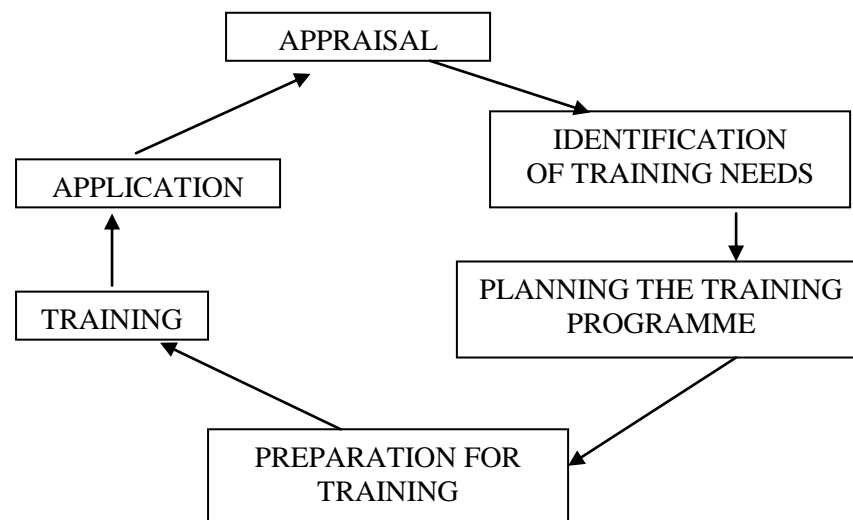 APPRAISAL
IDENTIFICATION
OF TRAINING NEEDS
PLANNING THE TRAINING
PROGRAMME
PREPARATION FOR
TRAINING
TRAINING
APPLICATION